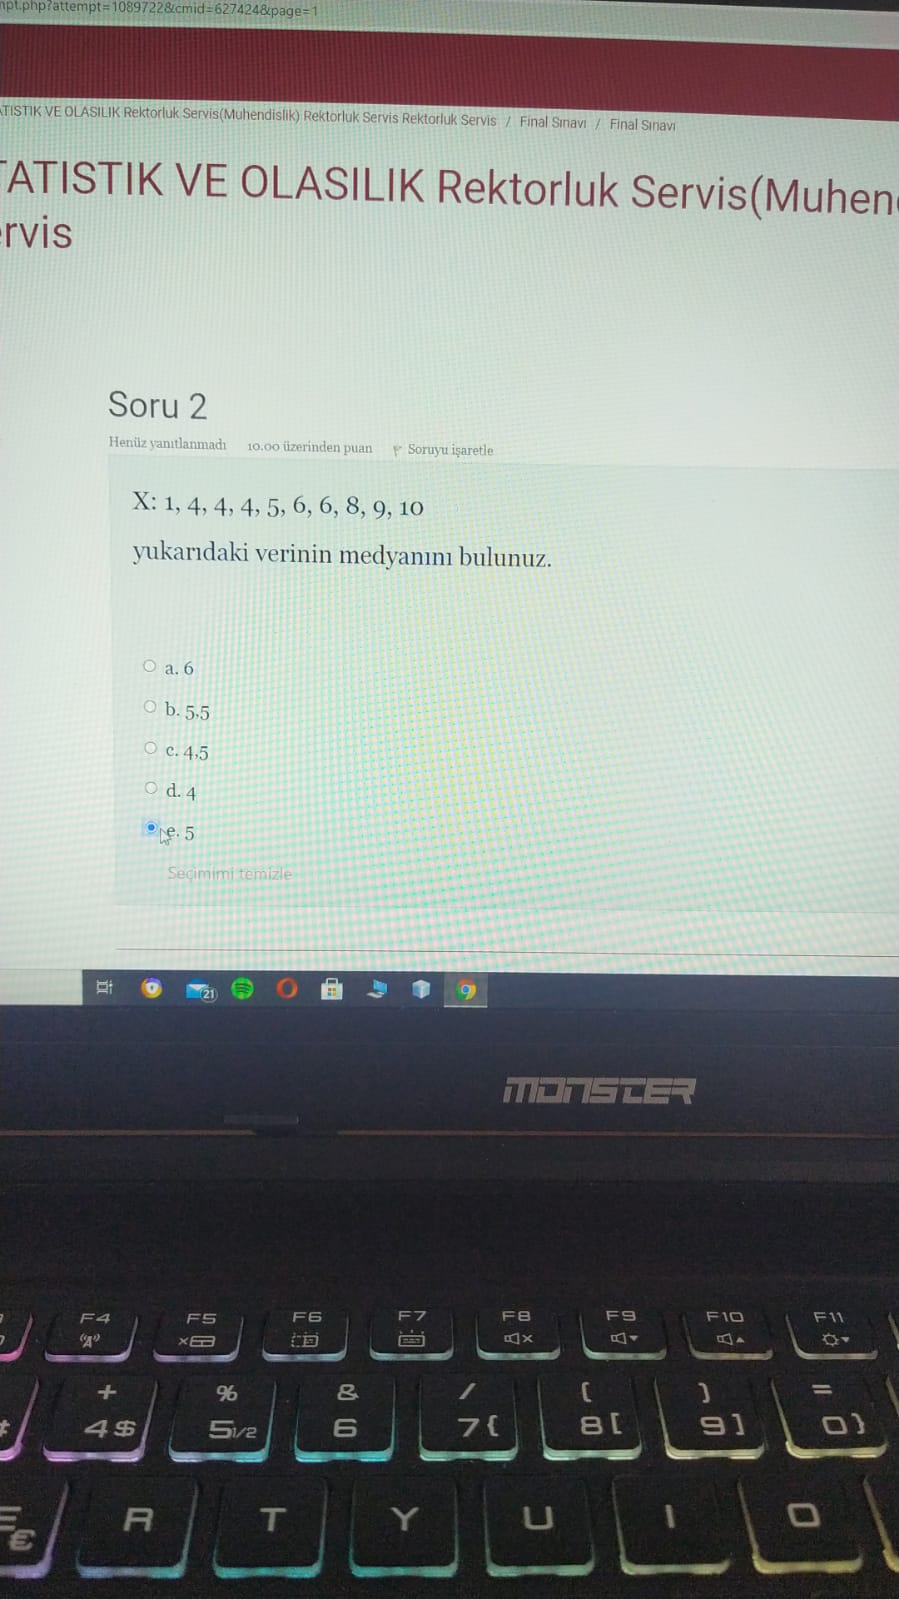 mpt.php?attempt=1089722&cmid=627424&page=1
TISTIK VE OLASILIK Rektorluk Servis(Muhendislik) Rektorluk Servis Rektorluk Servis / Final Sınavı / Final Sınavı
TATISTIK VE OLASILIK Rektorluk Servis(Muhen
ervis
Soru 2
Henüz yanıtlanmadı 10.00 üzerinden puan Soruyu işaretle
X: 1, 4, 4, 4, 5, 6, 6, 8, 9, 10
yukarıdaki verinin medyanını bulunuz.
a. 6
b. 5,5
c. 4,5
d. 4
e. 5
Seçimimi temizle
21
MONSTER
F4 F5 F6 F7 F8 F9 F10 F11
+ % & / ( ) =
4$ 5 1/2 6 7{ 8[ 9] 0}
€ R T Y U I O